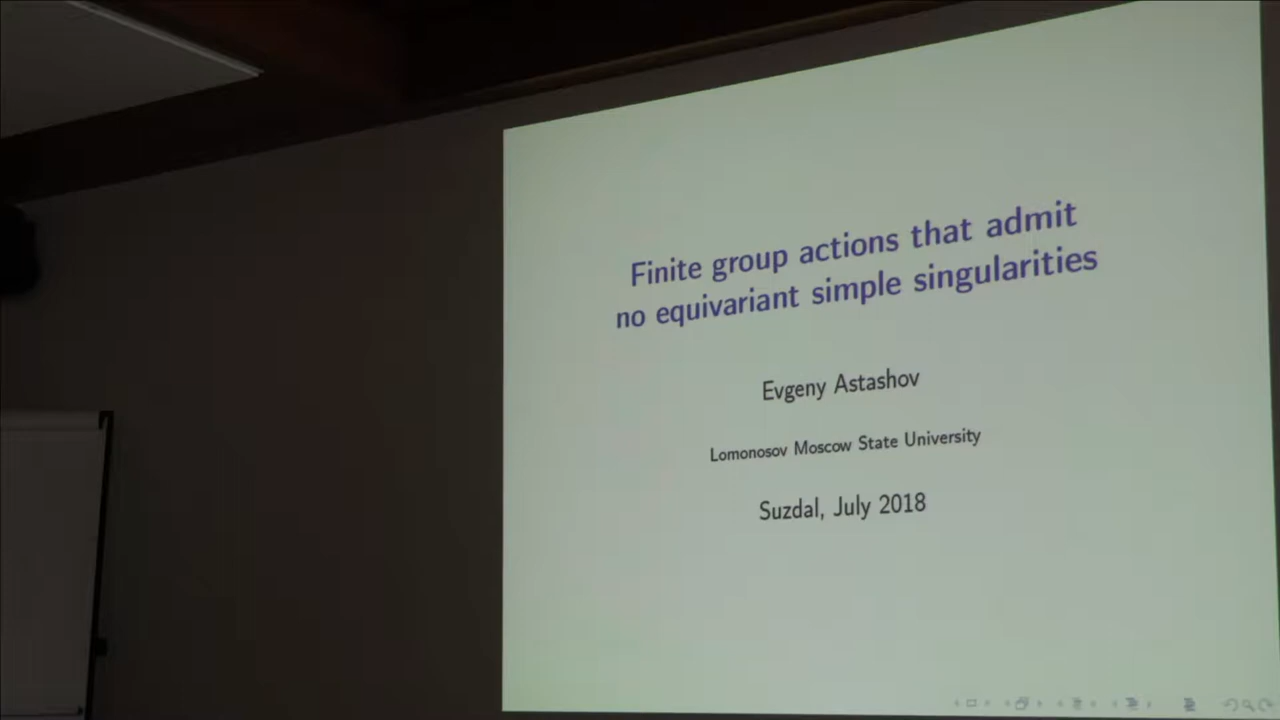 Finite group actions that admit
no equivariant simple singularities
Evgeny Astashov
Lomonosov Moscow State University
Suzdal, July 2018